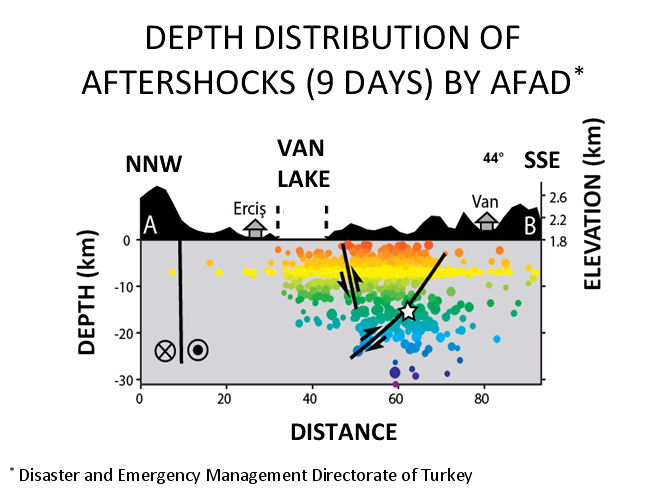 DEPTH DISTRIBUTION OF
AFTERSHOCKS (9 DAYS) BY AFAD*
NNW
VAN
LAKE
44°
SSE
ELEVATION (km)
A
Erciş
Van
B
2.6
2.2
1.8
DEPTH (km)
0
-10
-20
-30
0
20
40
60
80
DISTANCE
* Disaster and Emergency Management Directorate of Turkey